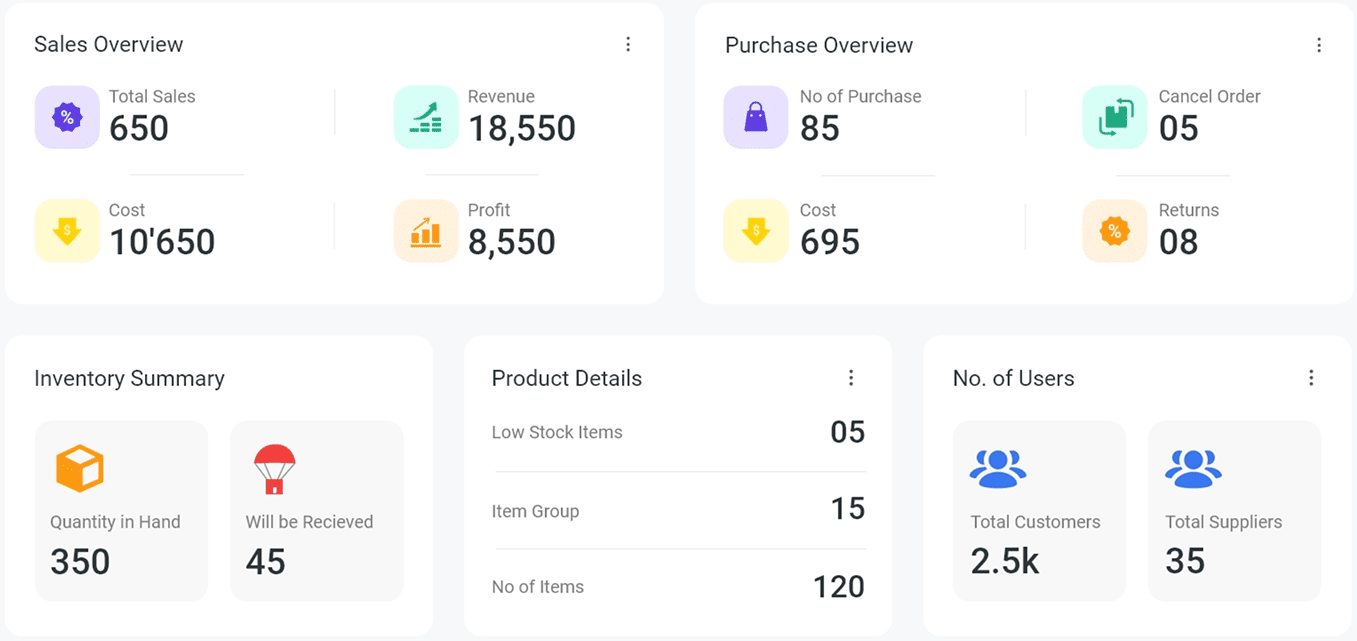 Sales Overview
Total Sales
650
Revenue
18,550
Cost
10'650
Profit
8,550
Purchase Overview
No of Purchase
85
Cancel Order
05
Cost
695
Returns
08
Inventory Summary
Quantity in Hand
350
Will be Recieved
45
Product Details
Low Stock Items
05
Item Group
15
No of Items
120
No. of Users
Total Customers
2.5k
Total Suppliers
35